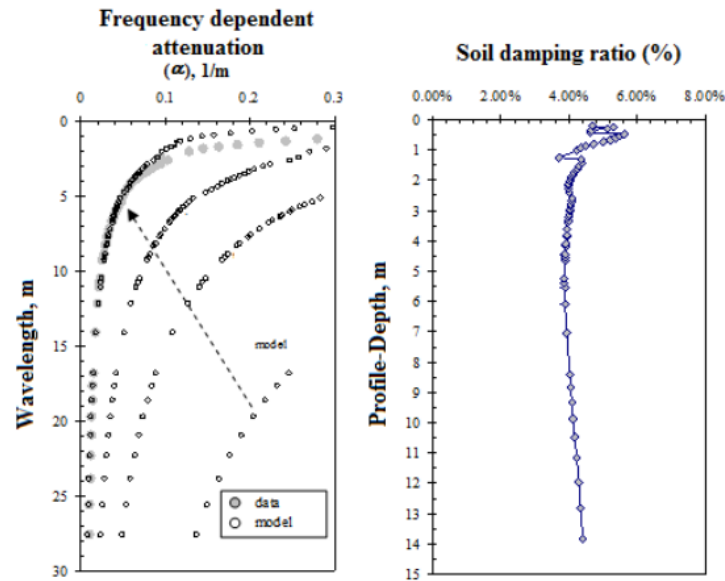 Frequency dependent
attenuation
(α), 1/m
0 0.1 0.2 0.3
0
5
10
15
20
25
30
Wavelength, m
model
data
model
Soil damping ratio (%)
0.00% 2.00% 4.00% 6.00% 8.00%
0
1
2
3
4
5
6
7
8
9
10
11
12
13
14
15
Profile-Depth, m